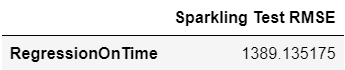 Sparkling Test RMSE
RegressionOnTime 1389.135175